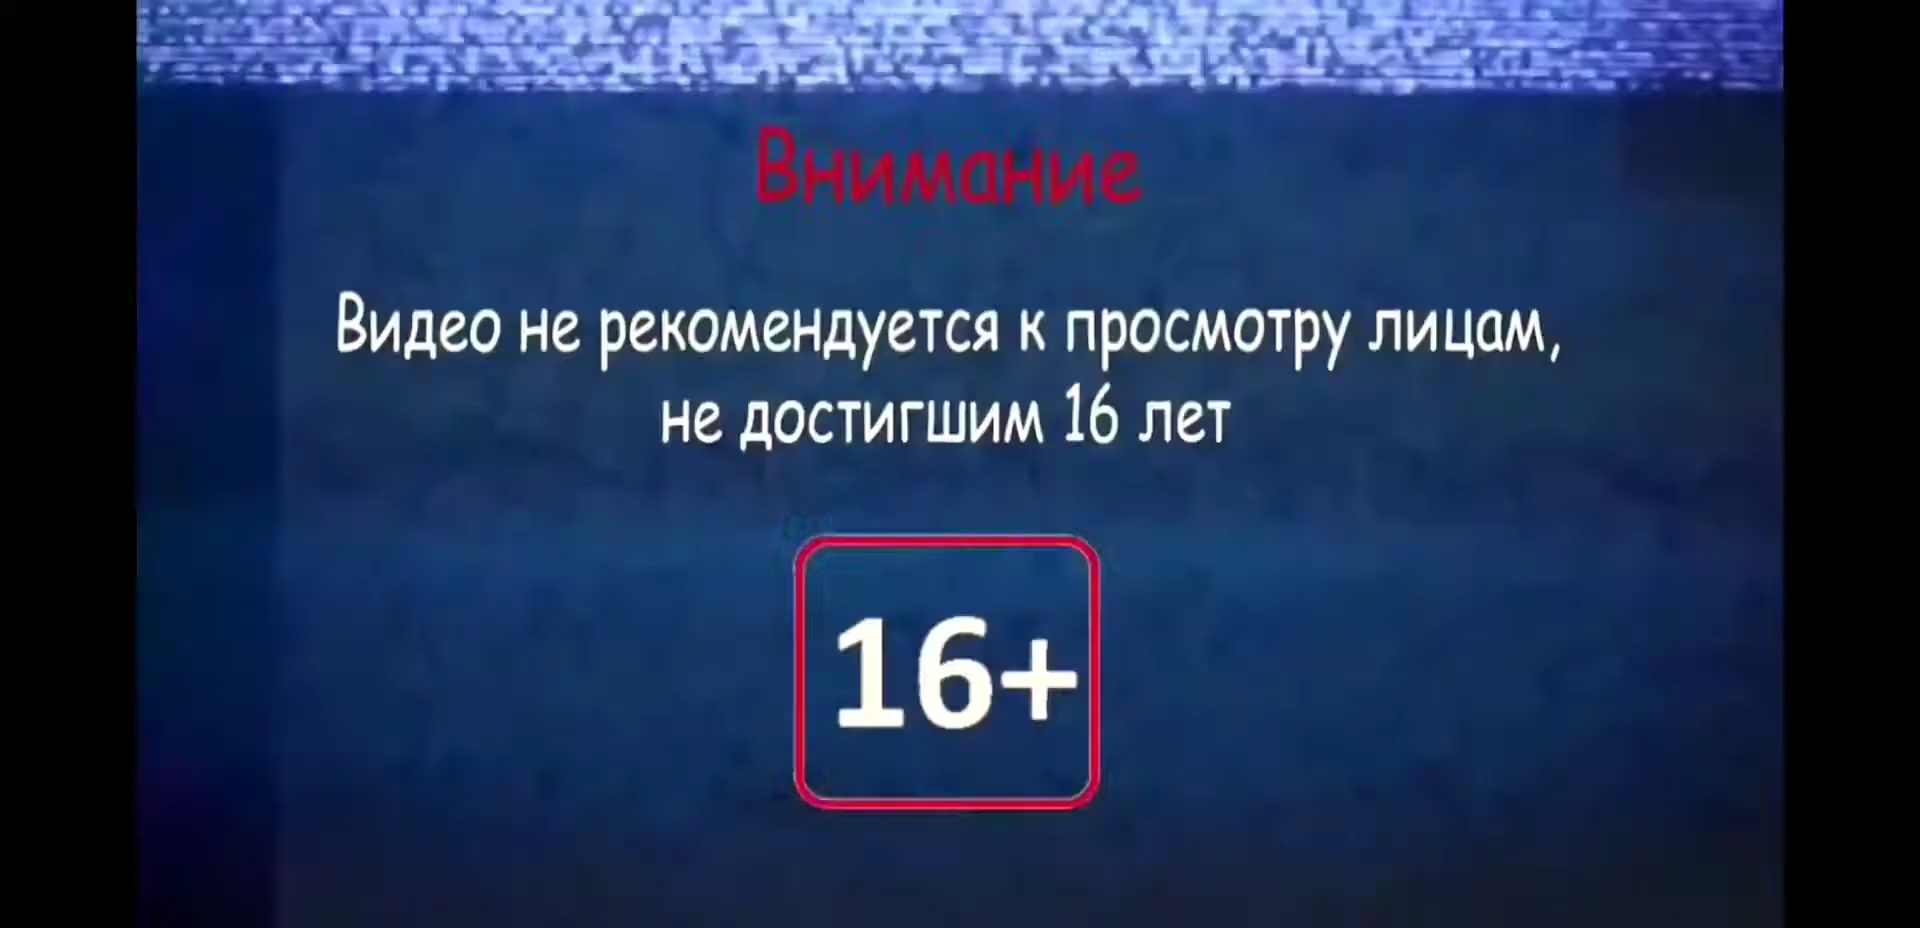 Внимание
Видео не рекомендуется к просмотру лицам,
не достигшим 16 лет
16+